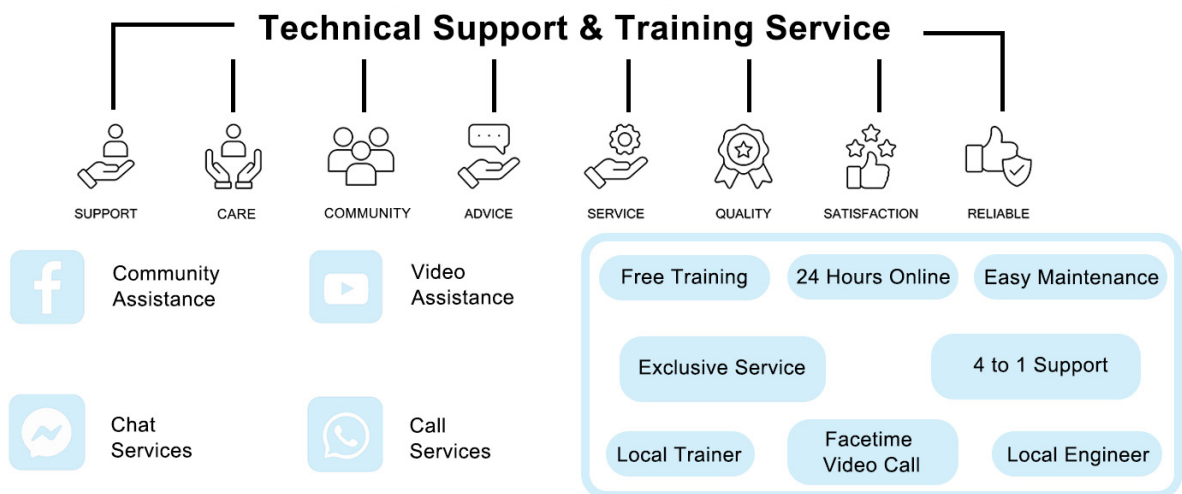 Technical Support & Training Service
SUPPORT
CARE
COMMUNITY
ADVICE
SERVICE
QUALITY
SATISFACTION
RELIABLE
Community
Assistance
Video
Assistance
Chat
Services
Call
Services
Free Training
24 Hours Online
Easy Maintenance
Exclusive Service
4 to 1 Support
Local Trainer
Facetime
Video Call
Local Engineer